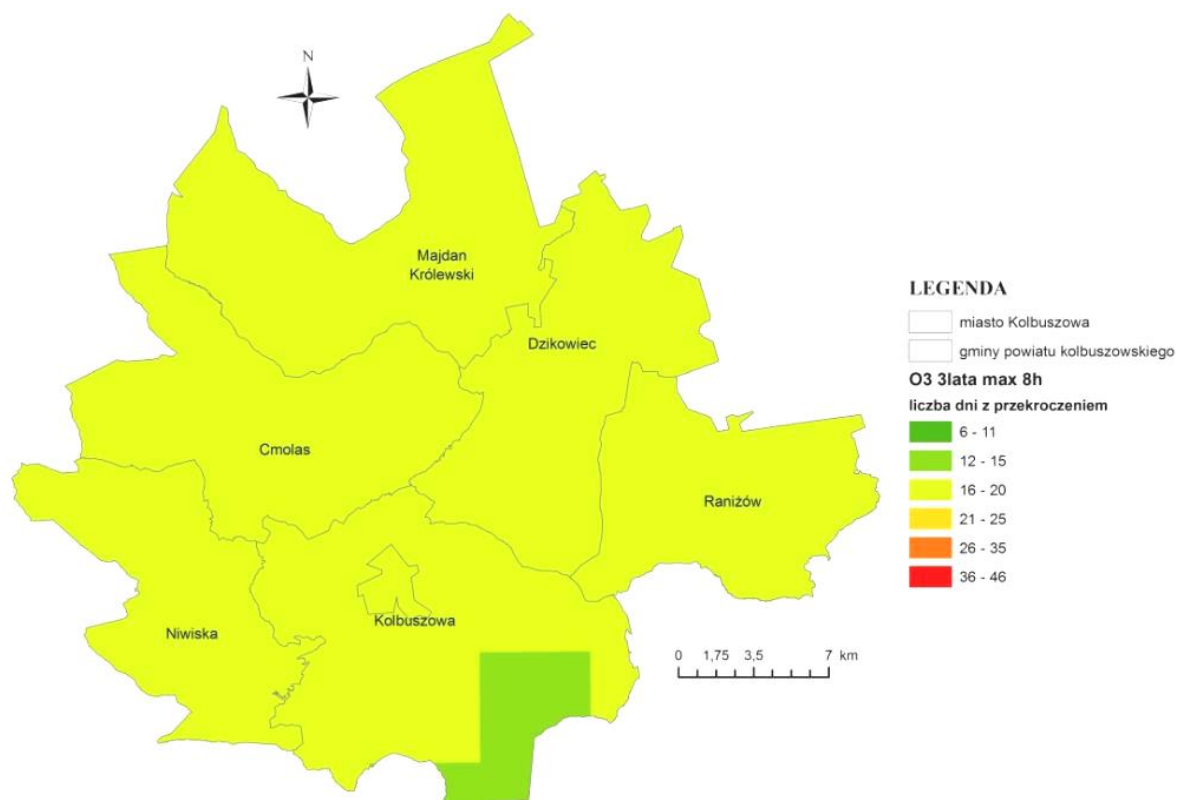 N
Majdan
Królewski
Dzikowiec
Cmolas
Raniżów
Kolbuszowa
Niwiska
LEGENDA
miasto Kolbuszowa
gminy powiatu kolbuszowskiego
O3 3lata max 8h
liczba dni z przekroczeniem
6 - 11
12 - 15
16 - 20
21 - 25
26 - 35
36 - 46
0 1,75 3,5 7 km